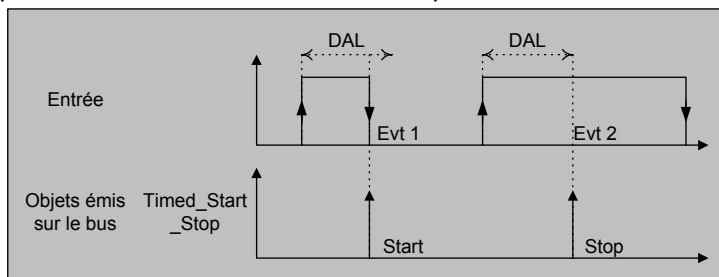 DAL DAL
Entrée
Evt 1 Evt 2
Objets émis Timed_Start
sur le bus _Stop
Start Stop